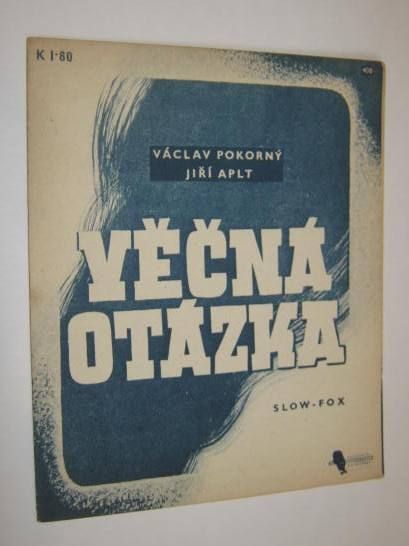 K I-80
VÁCLAV POKORNÝ
JIŘÍ APLT
VĚČNÁ
OTÁZKA
SLOW-FOX